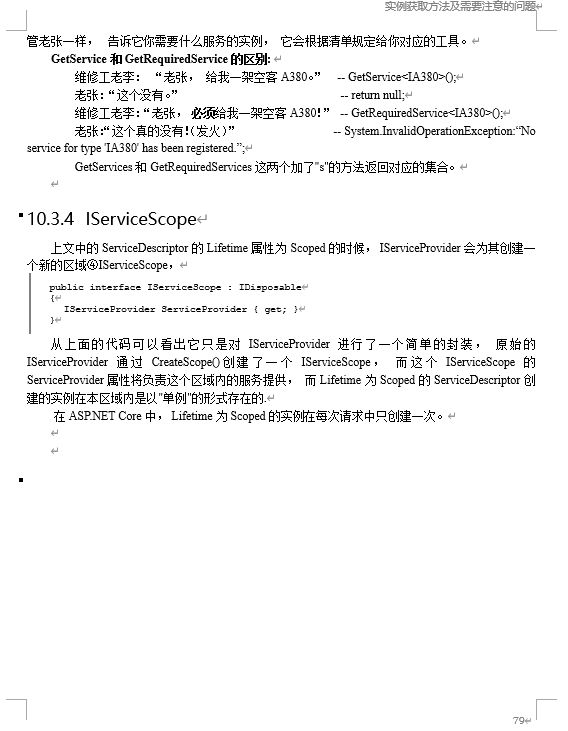 实例获取方法及需要注意的问题
管老张一样， 告诉它你需要什么服务的实例， 它会根据清单规定给你对应的工具。
GetService 和 GetRequiredService 的区别:
维修工老李： “老张， 给我一架空客 A380。” -- GetService<IA380>();
老张:“这个没有。” -- return null;
维修工老李:“老张，必须给我一架空客 A380！” -- GetRequiredService<IA380>();
老张:“这个真的没有!（发火）” -- System.InvalidOperationException:“No
service for type 'IA380' has been registered.”;
GetServices 和 GetRequiredServices 这两个加了"s"的方法返回对应的集合。
10.3.4 IServiceScope
上文中的 ServiceDescriptor 的 Lifetime 属性为 Scoped 的时候，IServiceProvider 会为其创建一
个新的区域④IServiceScope，
public interface IServiceScope : IDisposable
{
IServiceProvider ServiceProvider { get; }
}
从上面的代码可以看出它只是对 IServiceProvider 进行了一个简单的封装， 原始的
IServiceProvider 通过 CreateScope()创建了一个 IServiceScope， 而这个 IServiceScope 的
ServiceProvider 属性将负责这个区域内的服务提供， 而 Lifetime 为 Scoped 的 ServiceDescriptor 创
建的实例在本区域内是以"单例"的形式存在的.
在 ASP.NET Core 中，Lifetime 为 Scoped 的实例在每次请求中只创建一次。
79